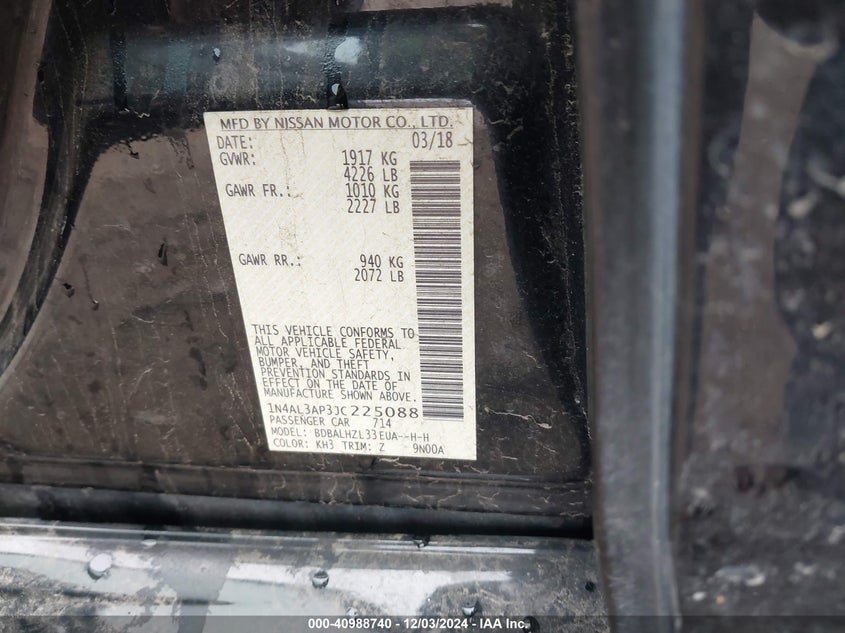 MFD BY NISSAN MOTOR CO., LTD.
DATE: 03/18
GVWR: 1917 KG
4226 LB
GAWR FR.: 1010 KG
2227 LB
GAWR RR.: 940 KG
2072 LB
THIS VEHICLE CONFORMS TO
ALL APPLICABLE FEDERAL
MOTOR VEHICLE SAFETY,
BUMPER, AND THEFT
PREVENTION STANDARDS IN
EFFECT ON THE DATE OF
MANUFACTURE SHOWN ABOVE.
1N4AL3AP3JC225088
PASSENGER CAR 714
MODEL: BDBALHZL33EUA--H-H
COLOR: KH3 TRIM: Z 9N00A
000-40988740 - 12/03/2024 - IAA Inc.